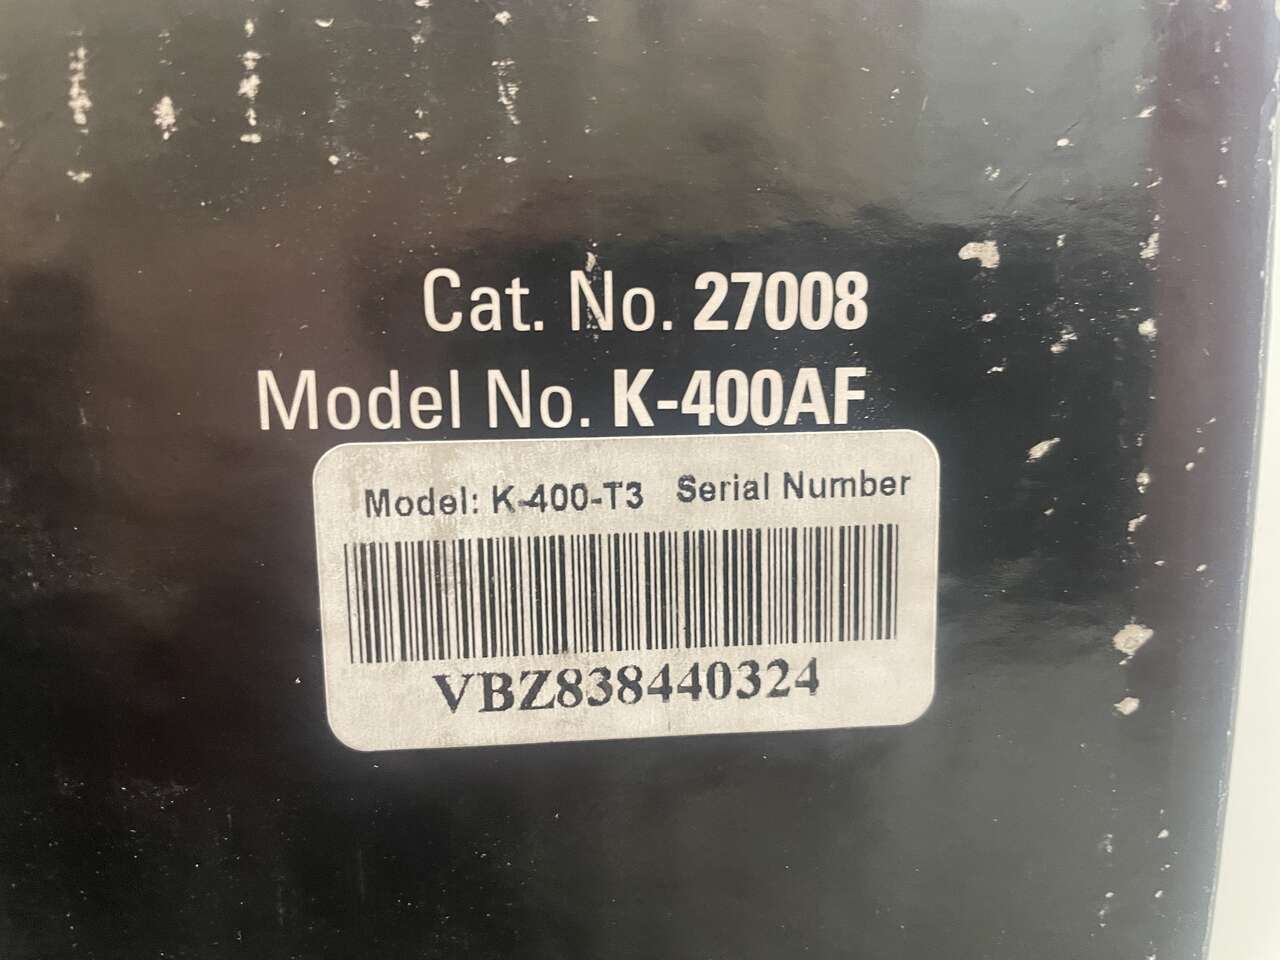 Cat. No. 27008
Model No. K-400AF
Model: K-400-T3 Serial Number
VBZ838440324